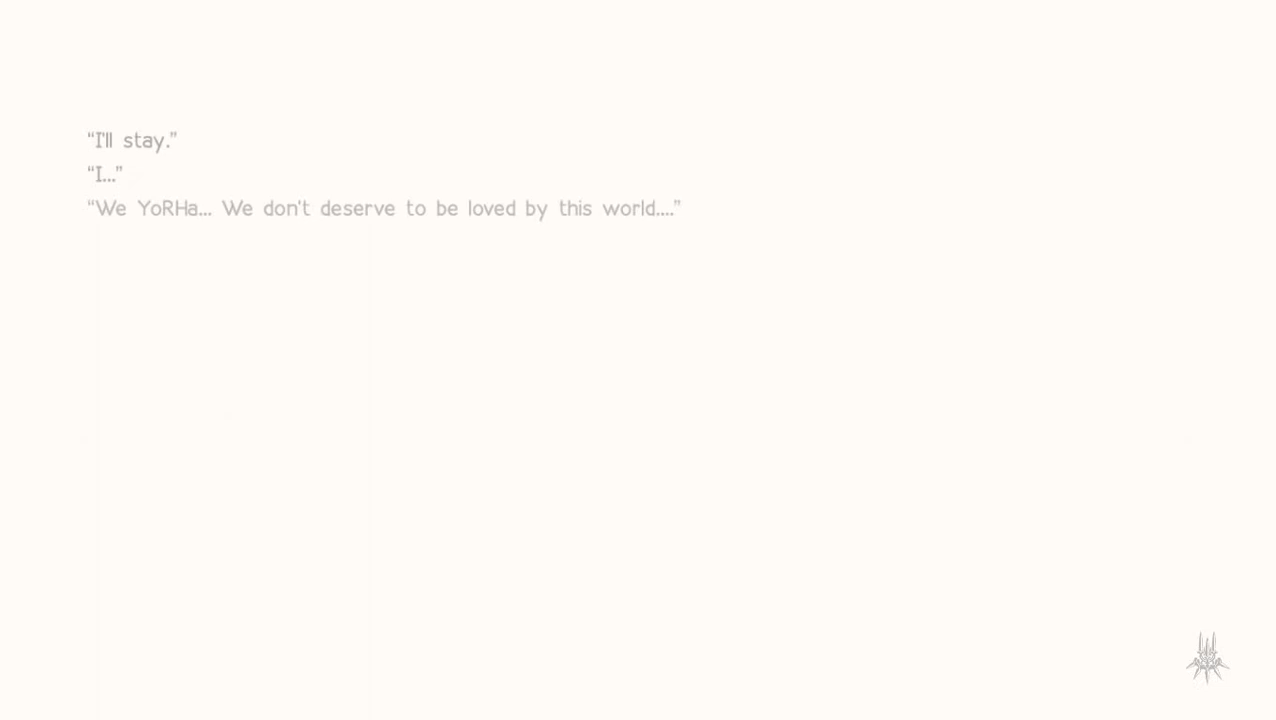 “I'll stay.”
“I...”
“We YoRHa... We don't deserve to be loved by this world....”